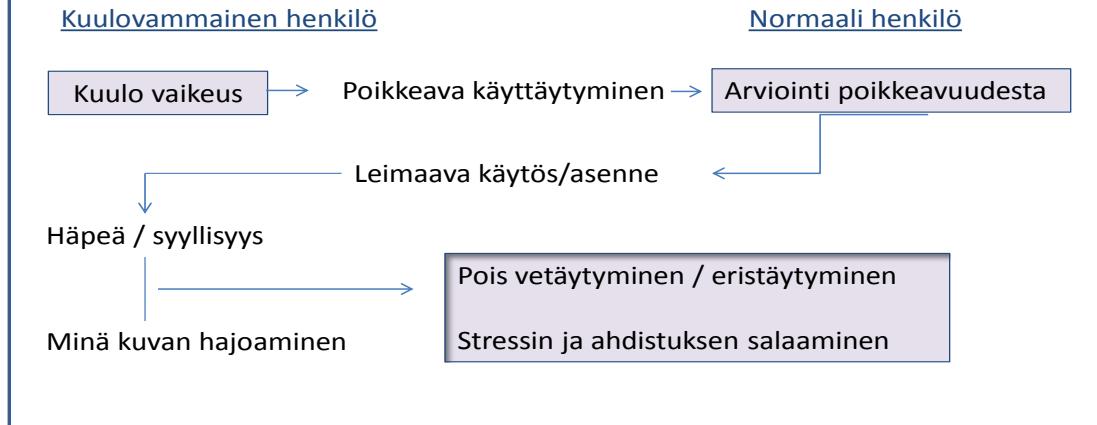 Kuulovammainen henkilö
Normaali henkilö
Kuulo vaikeus
Poikkeava käyttäytyminen
Arviointi poikkeavuudesta
Leimaava käytös/asenne
Häpeä / syyllisyys
Pois vetäytyminen / eristäytyminen
Minä kuvan hajoaminen
Stressin ja ahdistuksen salaaminen